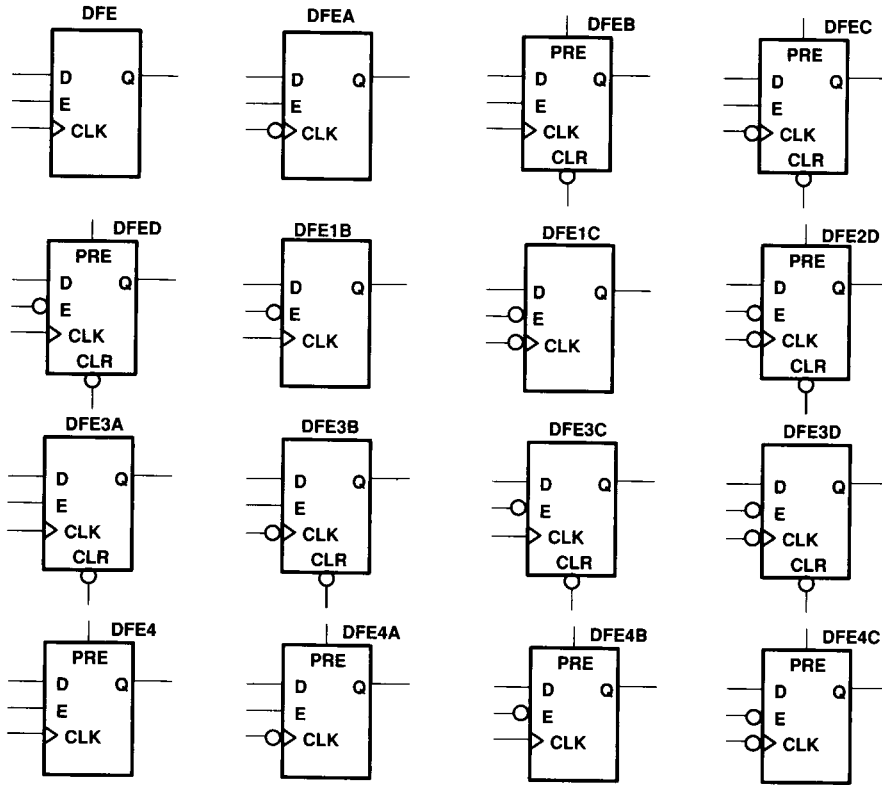 DFE
D Q
E
CLK
DFEA
D Q
E
CLK
DFEB
PRE
D Q
E
CLK
CLR
DFEC
PRE
D Q
E
CLK
CLR
DFED
PRE
D Q
E
CLK
CLR
DFE1B
D Q
E
CLK
DFE1C
D Q
E
CLK
DFE2D
PRE
D Q
E
CLK
CLR
DFE3A
D Q
E
CLK
CLR
DFE3B
D Q
E
CLK
CLR
DFE3C
D Q
E
CLK
CLR
DFE3D
D Q
E
CLK
CLR
DFE4
PRE
D Q
E
CLK
DFE4A
PRE
D Q
E
CLK
DFE4B
PRE
D Q
E
CLK
DFE4C
PRE
D Q
E
CLK